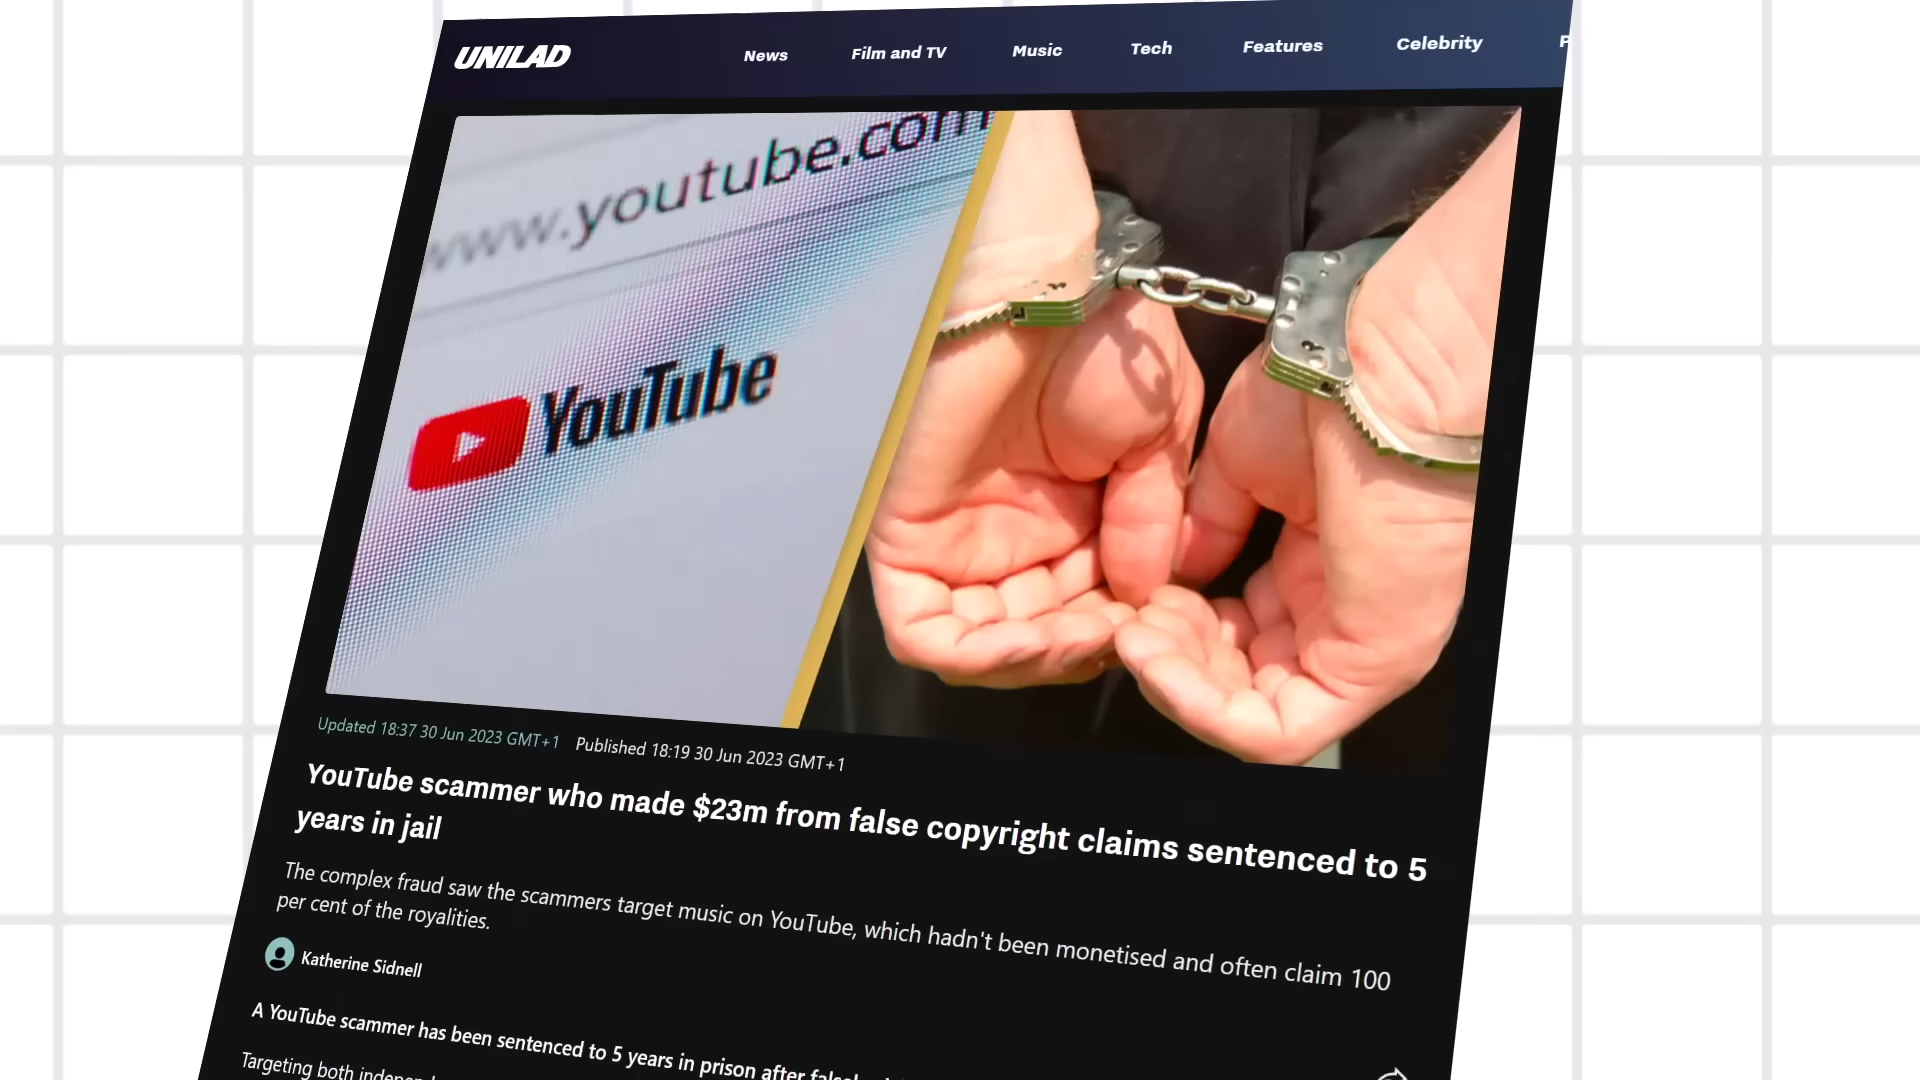 UNILAD
News Film and TV Music Tech Features Celebrity
www.youtube.com
YouTube
Updated 18:37 30 Jun 2023 GMT+1 Published 18:19 30 Jun 2023 GMT+1
YouTube scammer who made $23m from false copyright claims sentenced to 5
years in jail
The complex fraud saw the scammers target music on YouTube, which hadn't been monetised and often claim 100
per cent of the royalities.
Katherine Sidnell
A YouTube scammer has been sentenced to 5 years in prison after
Targeting both